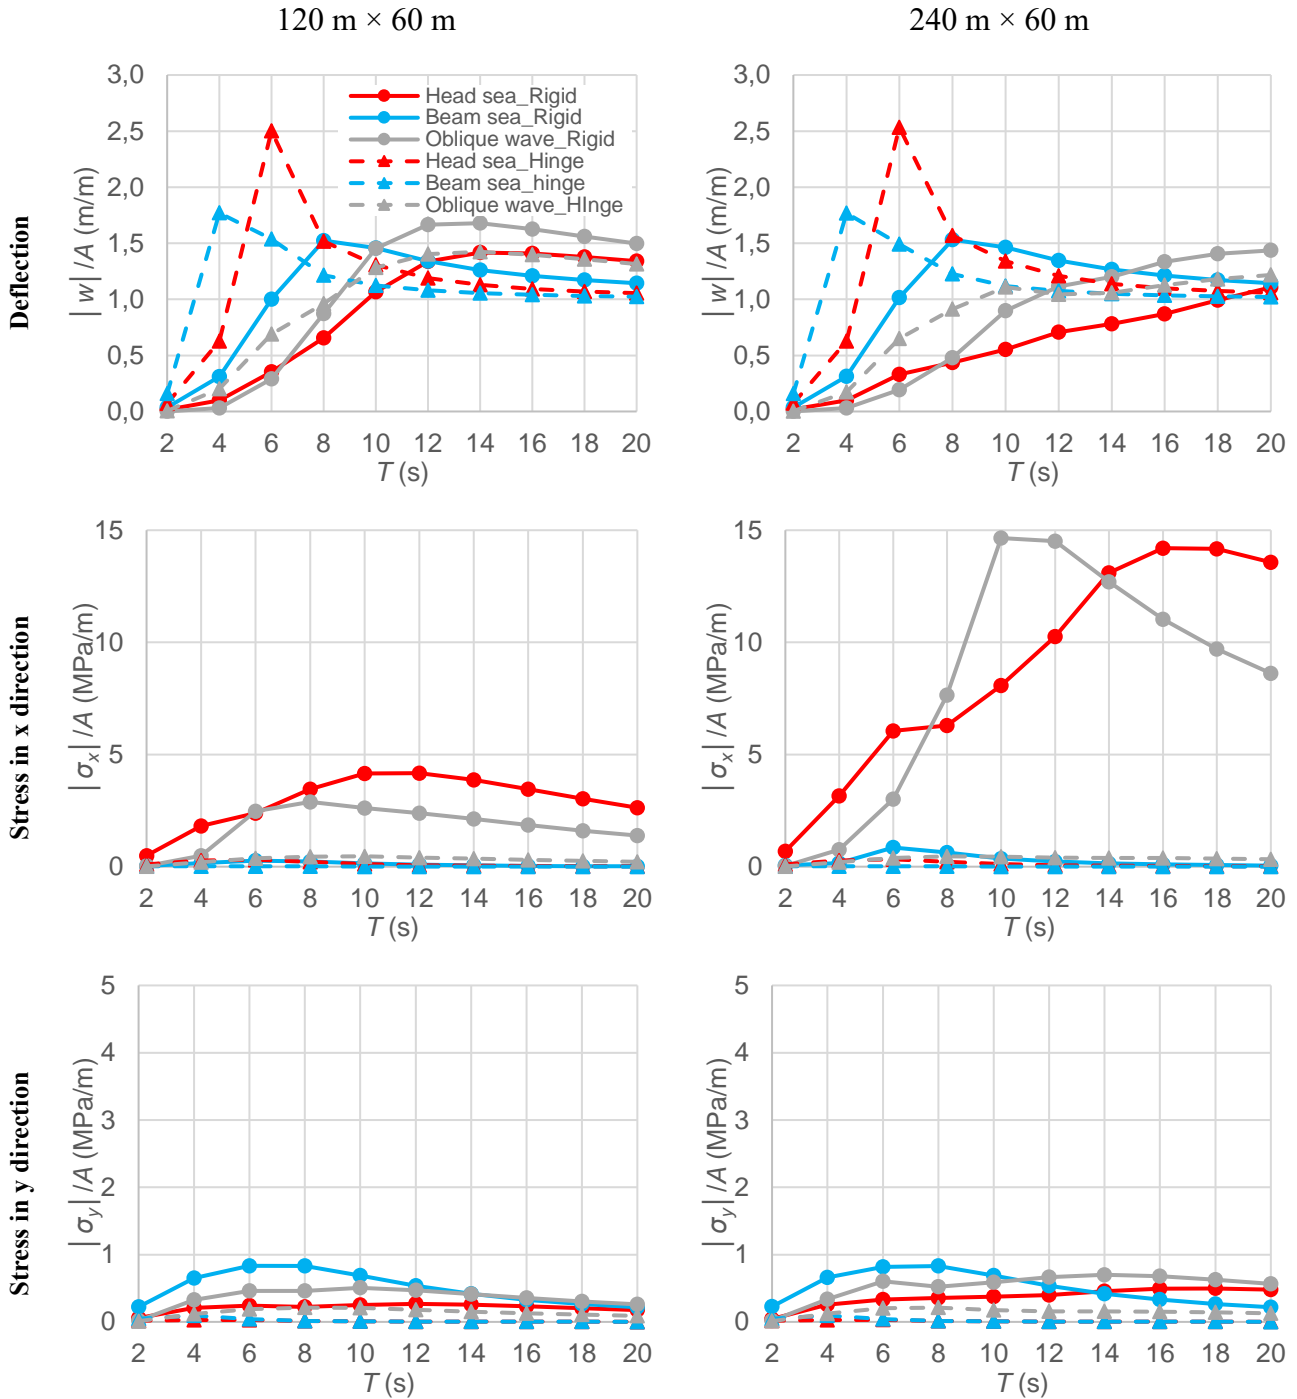 120 m × 60 m
240 m × 60 m
Deflection
|w|/A (m/m)
3,0
2,5
2,0
1,5
1,0
0,5
0,0
Head sea_Rigid
Beam sea_Rigid
Oblique wave_Rigid
Head sea_Hinge
Beam sea_hinge
Oblique wave_HInge
2 4 6 8 10 12 14 16 18 20
T (s)
|w|/A (m/m)
3,0
2,5
2,0
1,5
1,0
0,5
0,0
2 4 6 8 10 12 14 16 18 20
T (s)
Stress in x direction
|σx|/A (MPa/m)
15
10
5
0
2 4 6 8 10 12 14 16 18 20
T (s)
|σx|/A (MPa/m)
15
10
5
0
2 4 6 8 10 12 14 16 18 20
T (s)
Stress in y direction
|σy|/A (MPa/m)
5
4
3
2
1
0
2 4 6 8 10 12 14 16 18 20
T (s)
|σy|/A (MPa/m)
5
4
3
2
1
0
2 4 6 8 10 12 14 16 18 20
T (s)